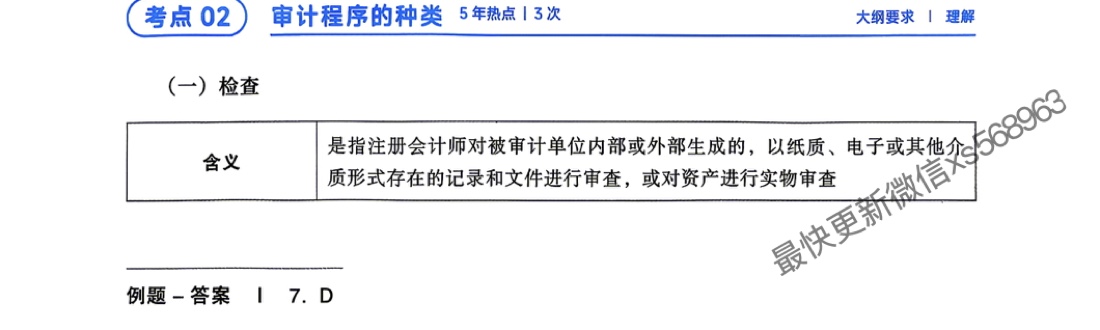 考点 02 审计程序的种类 5年热点 | 3次 大纲要求 | 理解
（一）检查
含义
是指注册会计师对被审计单位内部或外部生成的，以纸质、电子或其他介
质形式存在的记录和文件进行审查，或对资产进行实物审查
最快更新微信xs568963
例题 – 答案 | 7. D